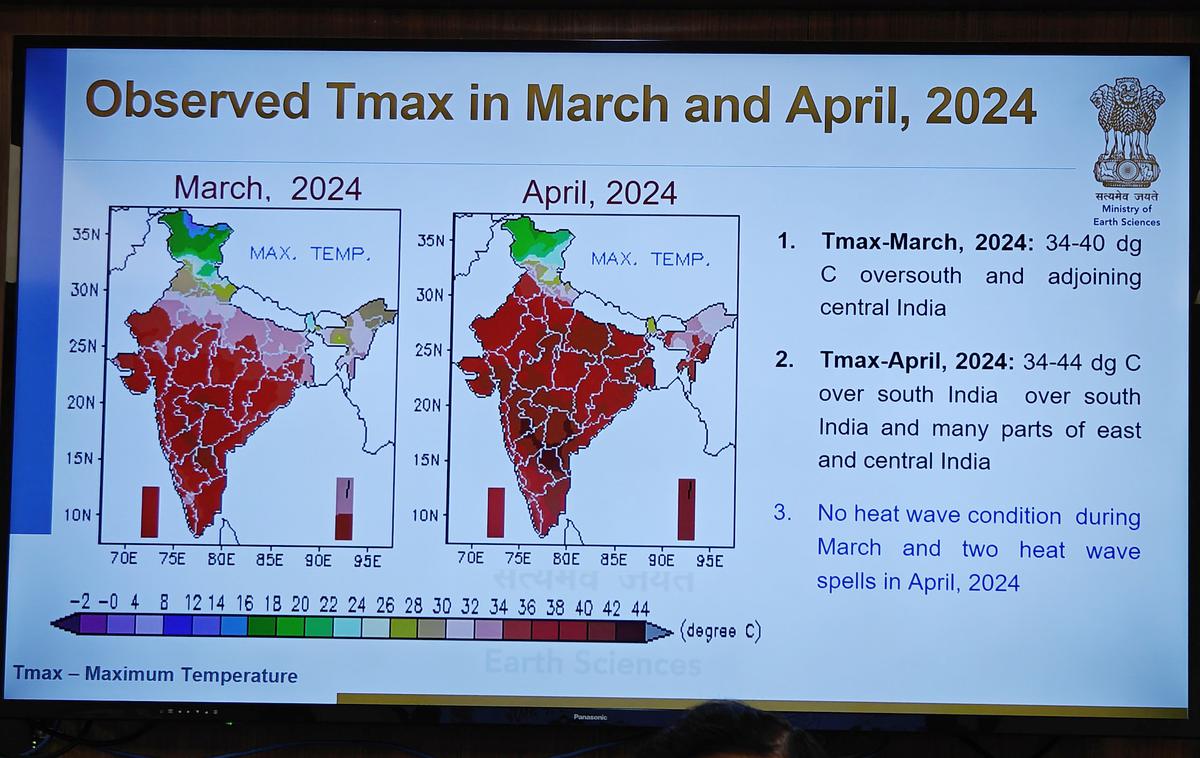 Observed Tmax in March and April, 2024
सत्यमेव जयते
Ministry of
Earth Sciences
March, 2024
MAX. TEMP.
35N
30N
25N
20N
15N
10N
70E 75E 80E 85E 90E 95E
April, 2024
MAX. TEMP.
35N
30N
25N
20N
15N
10N
70E 75E 80E 85E 90E 95E
-2 -0 4 8 12 14 16 18 20 22 24 26 28 30 32 34 36 38 40 42 44
(degree C)
1. Tmax-March, 2024: 34-40 dg
C oversouth and adjoining
central India
2. Tmax-April, 2024: 34-44 dg C
over south India over south
India and many parts of east
and central India
3. No heat wave condition during
March and two heat wave
spells in April, 2024
सत्यमेव जयते
Earth Sciences
Tmax – Maximum Temperature
Panasonic